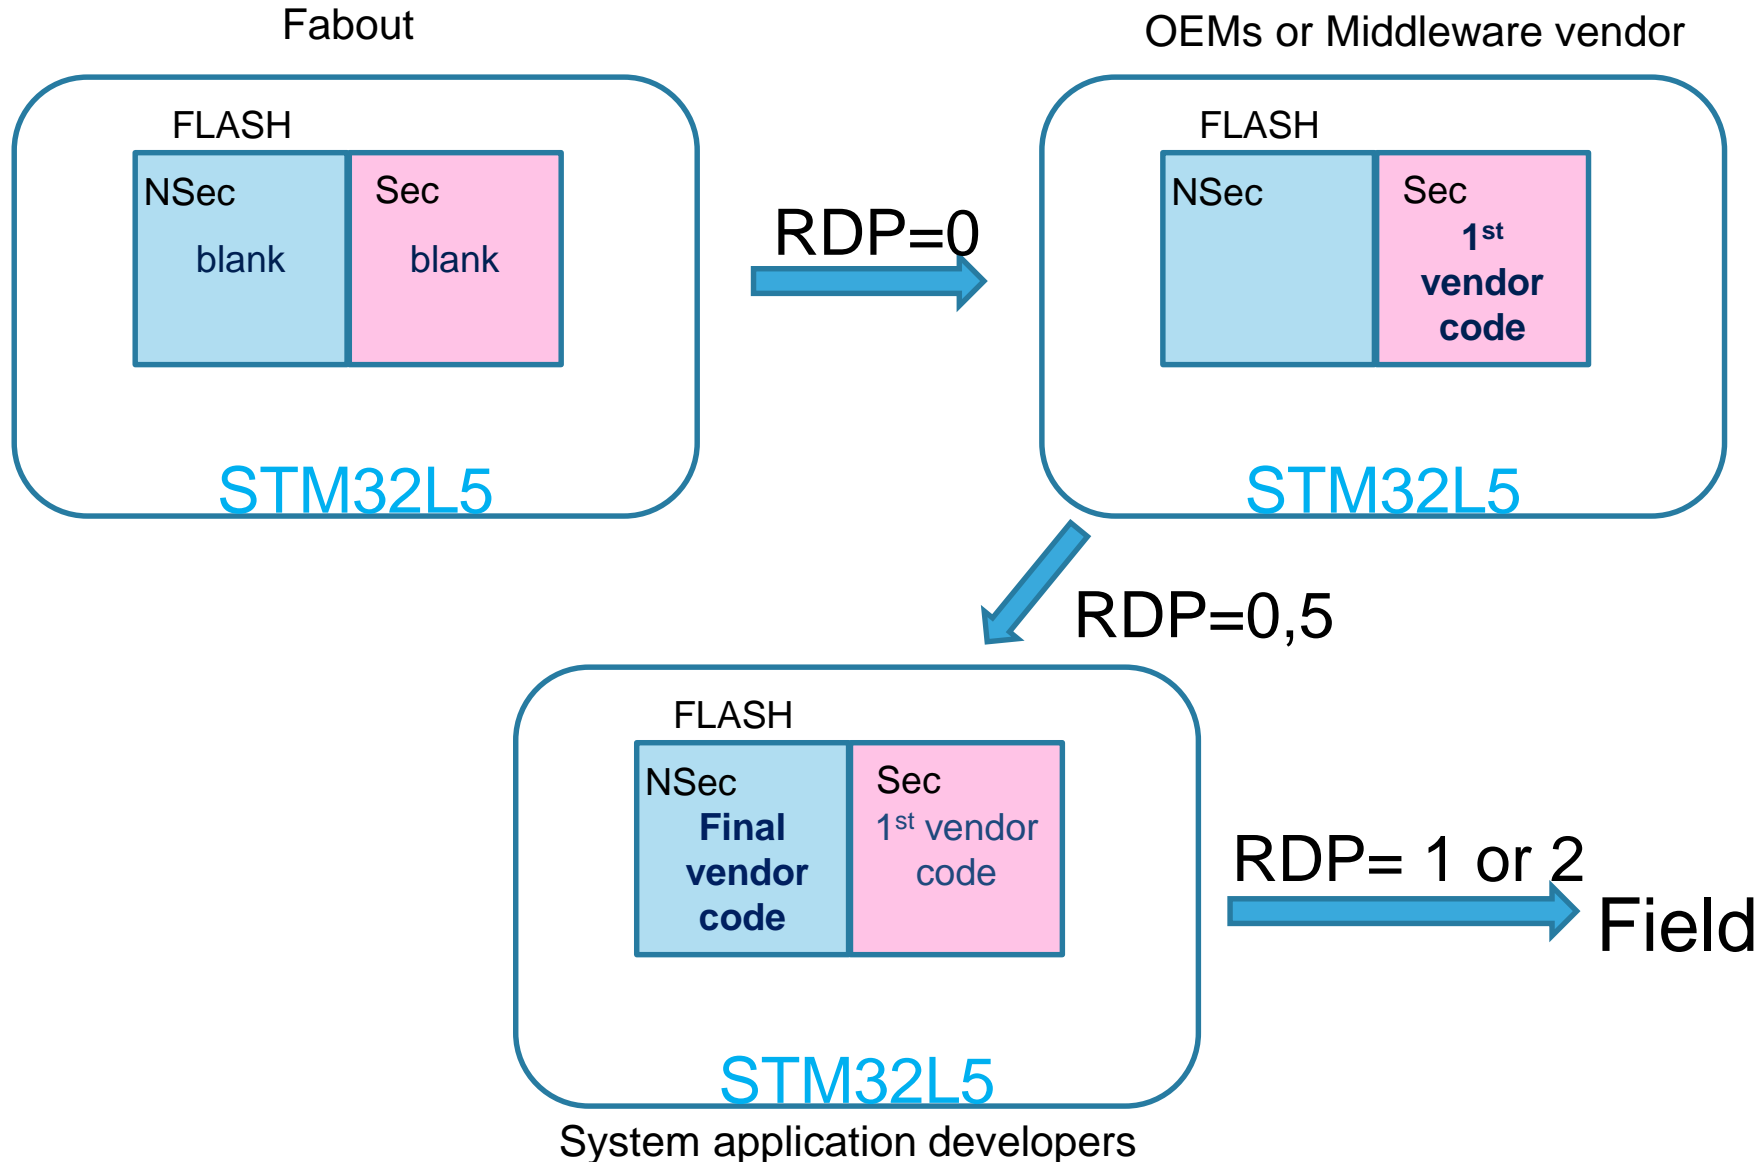 Fabout
FLASH
NSec
Sec
blank
blank
STM32L5
RDP=0
OEMs or Middleware vendor
FLASH
NSec
Sec
1st
vendor
code
STM32L5
RDP=0,5
FLASH
NSec
Final
vendor
code
Sec
1st vendor
code
STM32L5
System application developers
RDP= 1 or 2
Field